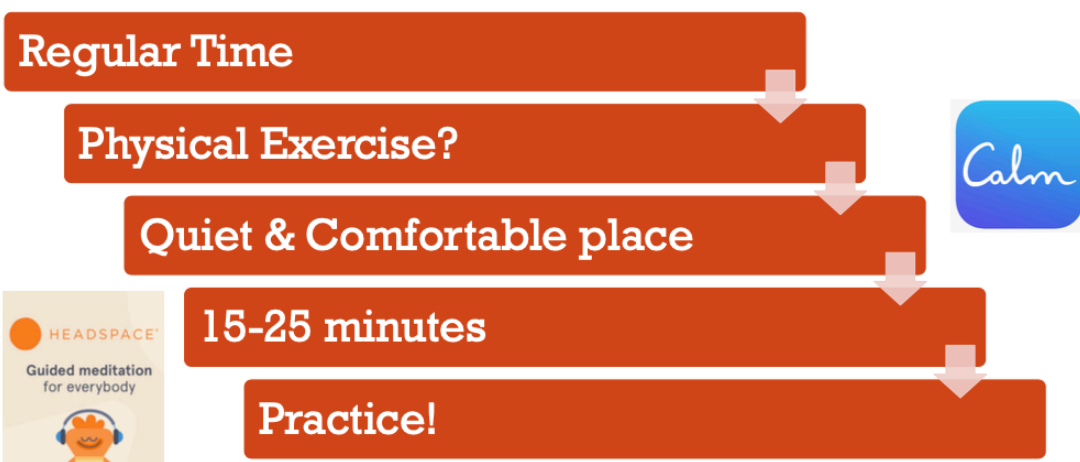 Regular Time
Physical Exercise?
Calm
Quiet & Comfortable place
HEADSPACE
15-25 minutes
Guided meditation
for everybody
Practice!